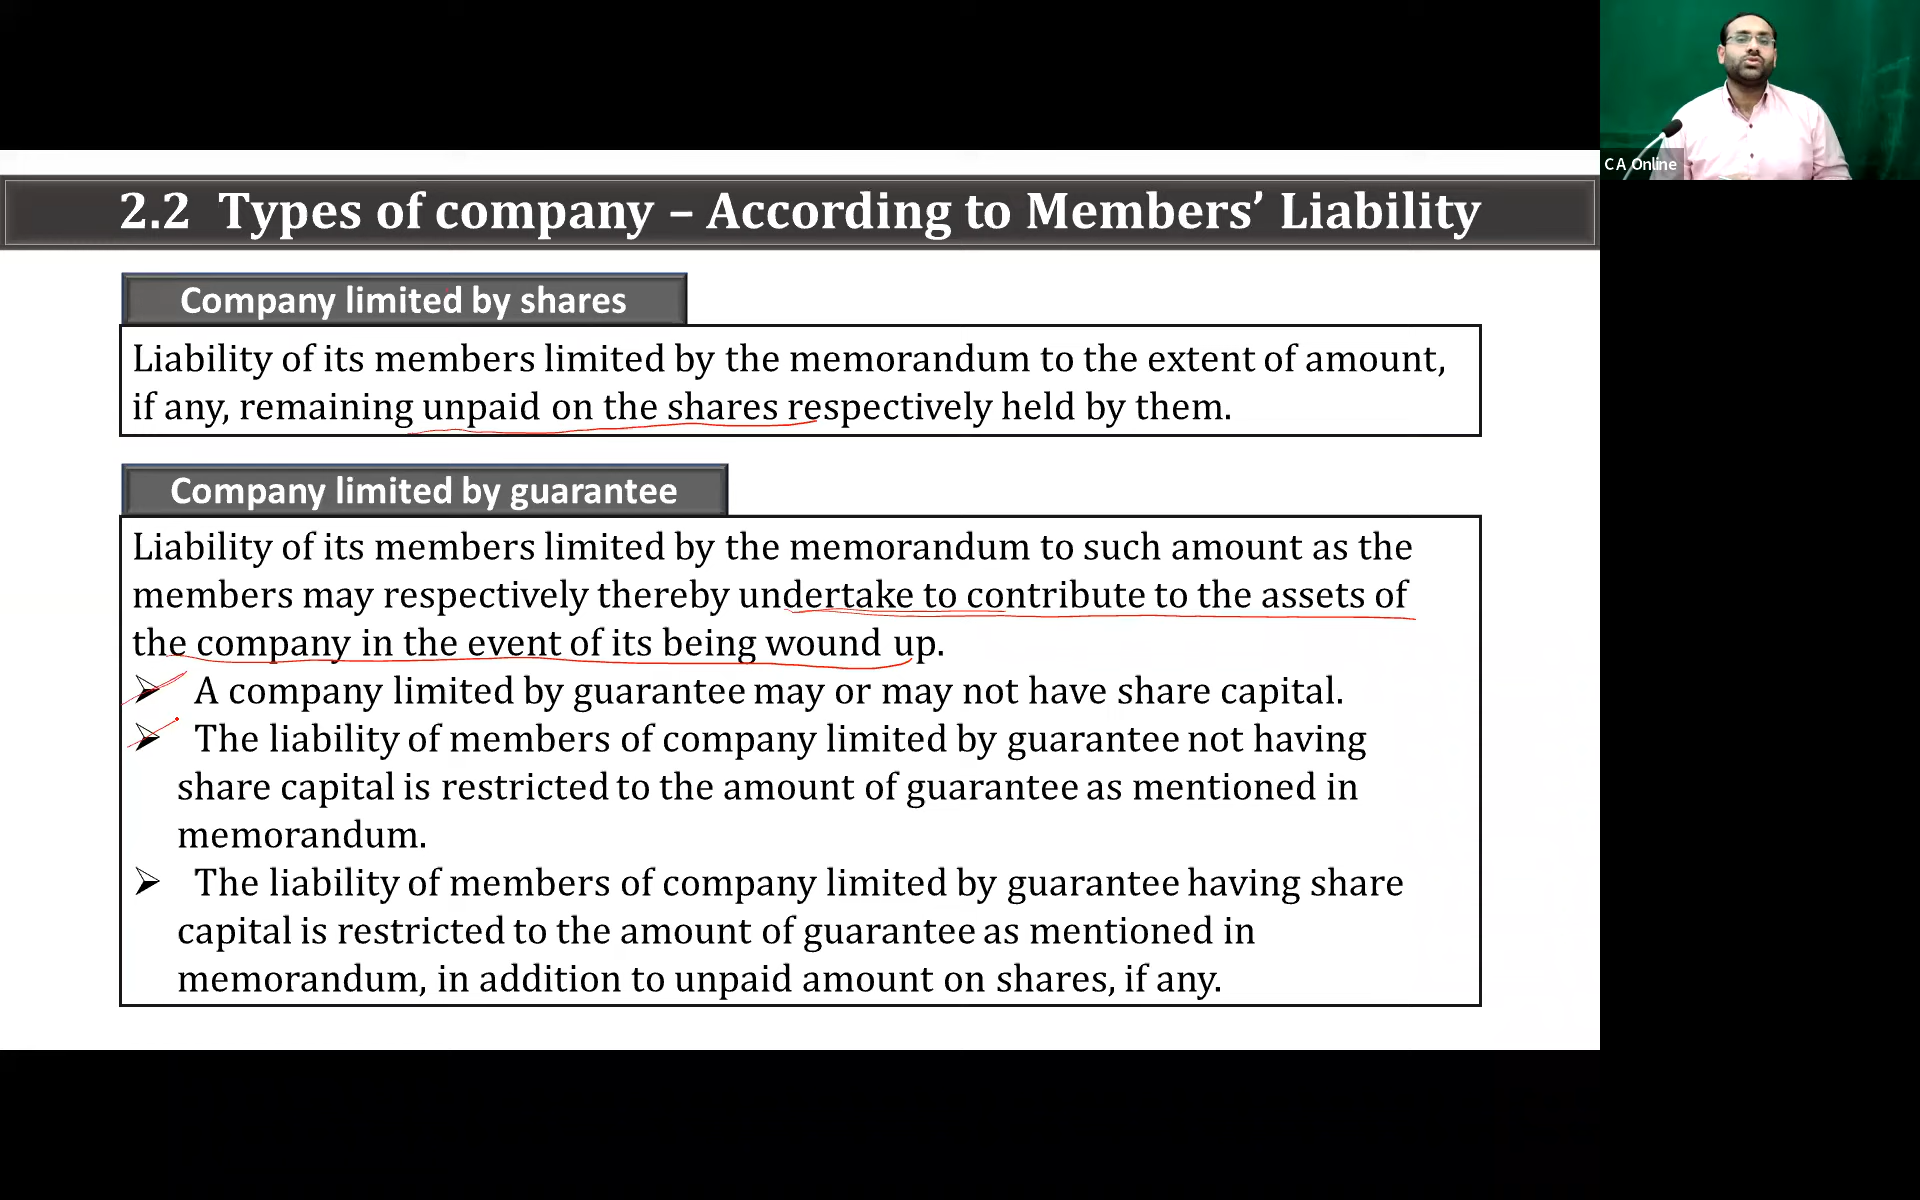 CA Online
2.2 Types of company – According to Members’ Liability
Company limited by shares
Liability of its members limited by the memorandum to the extent of amount,
if any, remaining unpaid on the shares respectively held by them.
Company limited by guarantee
Liability of its members limited by the memorandum to such amount as the
members may respectively thereby undertake to contribute to the assets of
the company in the event of its being wound up.
➢ A company limited by guarantee may or may not have share capital.
➢ The liability of members of company limited by guarantee not having
share capital is restricted to the amount of guarantee as mentioned in
memorandum.
➢ The liability of members of company limited by guarantee having share
capital is restricted to the amount of guarantee as mentioned in
memorandum, in addition to unpaid amount on shares, if any.